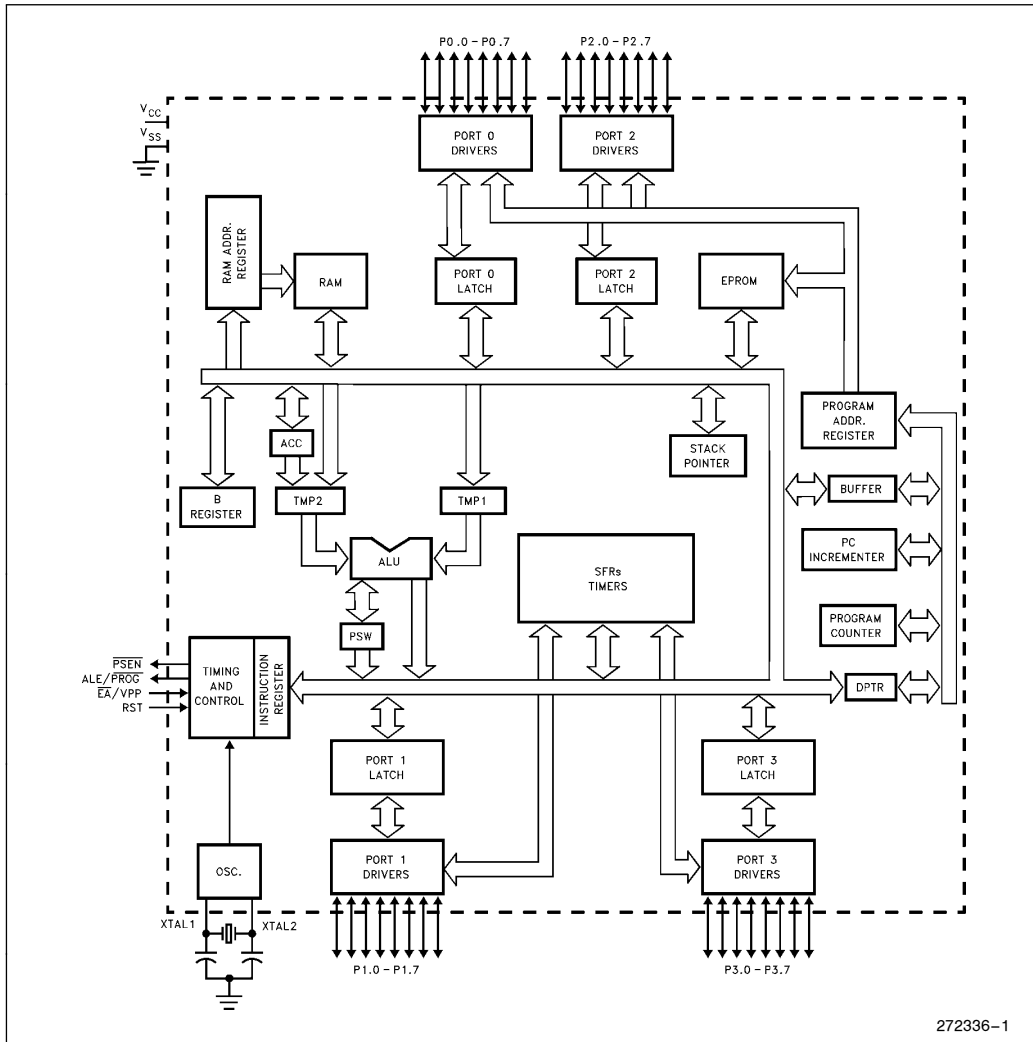 P0.0 – P0.7
P2.0 – P2.7
VCC
VSS
PORT 0
DRIVERS
PORT 2
DRIVERS
RAM ADDR.
REGISTER
RAM
PORT 0
LATCH
PORT 2
LATCH
EPROM
PROGRAM
ADDR.
REGISTER
ACC
STACK
POINTER
B
REGISTER
TMP2
TMP1
BUFFER
ALU
SFRs
TIMERS
PC
INCREMENTER
PSW
PROGRAM
COUNTER
PSEN
ALE/PROG
EA/VPP
RST
TIMING
AND
CONTROL
INSTRUCTION
REGISTER
DPTR
PORT 1
LATCH
PORT 3
LATCH
OSC.
PORT 1
DRIVERS
PORT 3
DRIVERS
XTAL1
XTAL2
P1.0 – P1.7
P3.0 – P3.7
272336–1